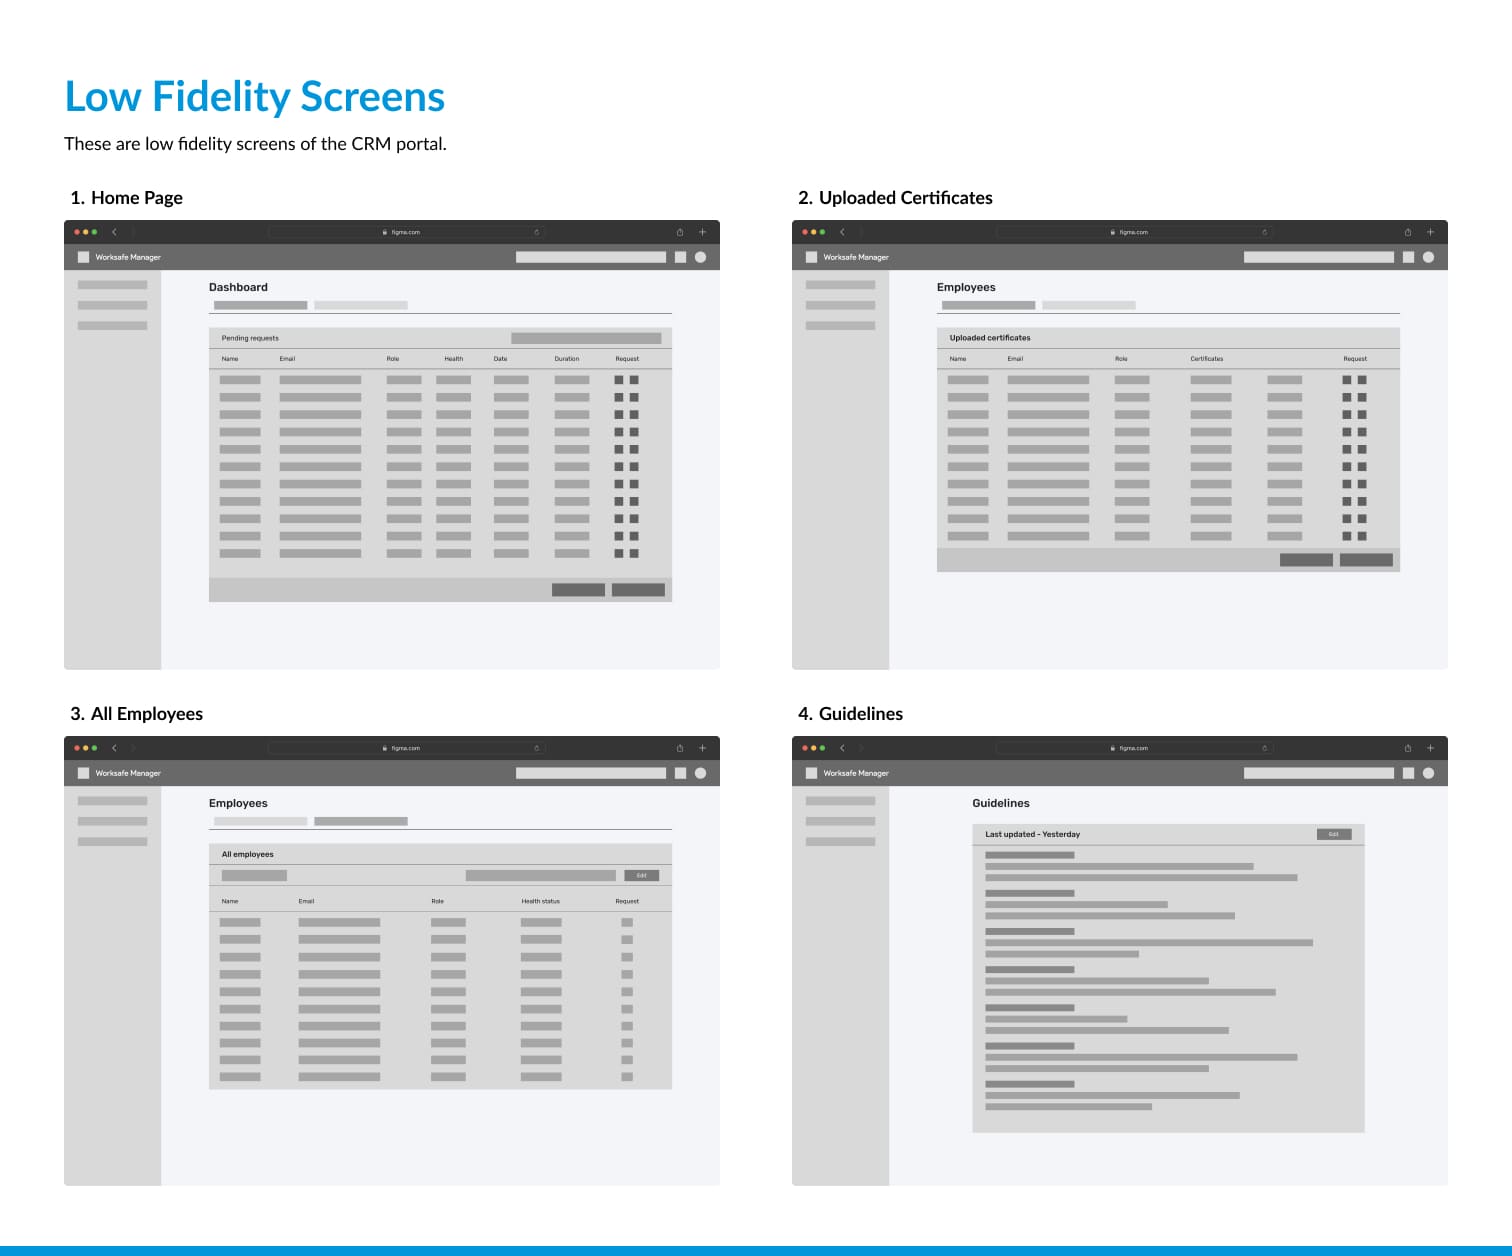 Low Fidelity Screens
These are low fidelity screens of the CRM portal.
1. Home Page
figma.com
Worksafe Manager
Dashboard
Pending requests
Name Email Role Health Date Duration Request
2. Uploaded Certificates
figma.com
Worksafe Manager
Employees
Uploaded certificates
Name Email Role Certificates Request
3. All Employees
figma.com
Worksafe Manager
Employees
All employees
Edit
Name Email Role Health status Request
4. Guidelines
figma.com
Worksafe Manager
Guidelines
Last updated - Yesterday
Edit